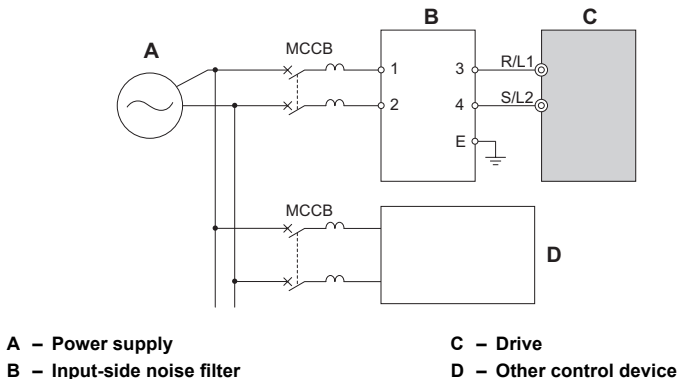 A
B
C
MCCB
1
3
R/L1
2
4
S/L2
E
MCCB
D
A – Power supply
B – Input-side noise filter
C – Drive
D – Other control device